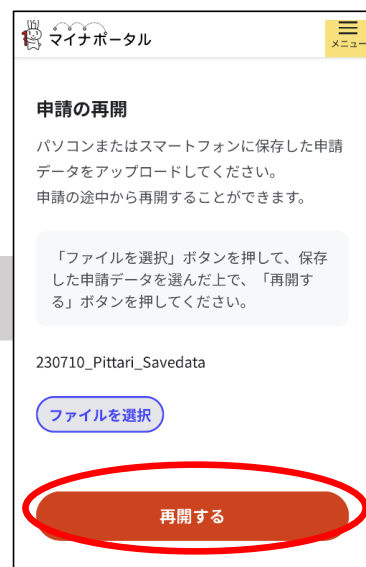 マイナポータル
メニュー
申請の再開
パソコンまたはスマートフォンに保存した申請
データをアップロードしてください。
申請の途中から再開することができます。
「ファイルを選択」ボタンを押して、保存
した申請データを選んだ上で、「再開す
る」ボタンを押してください。
230710_Pittari_Savedata
ファイルを選択
再開する